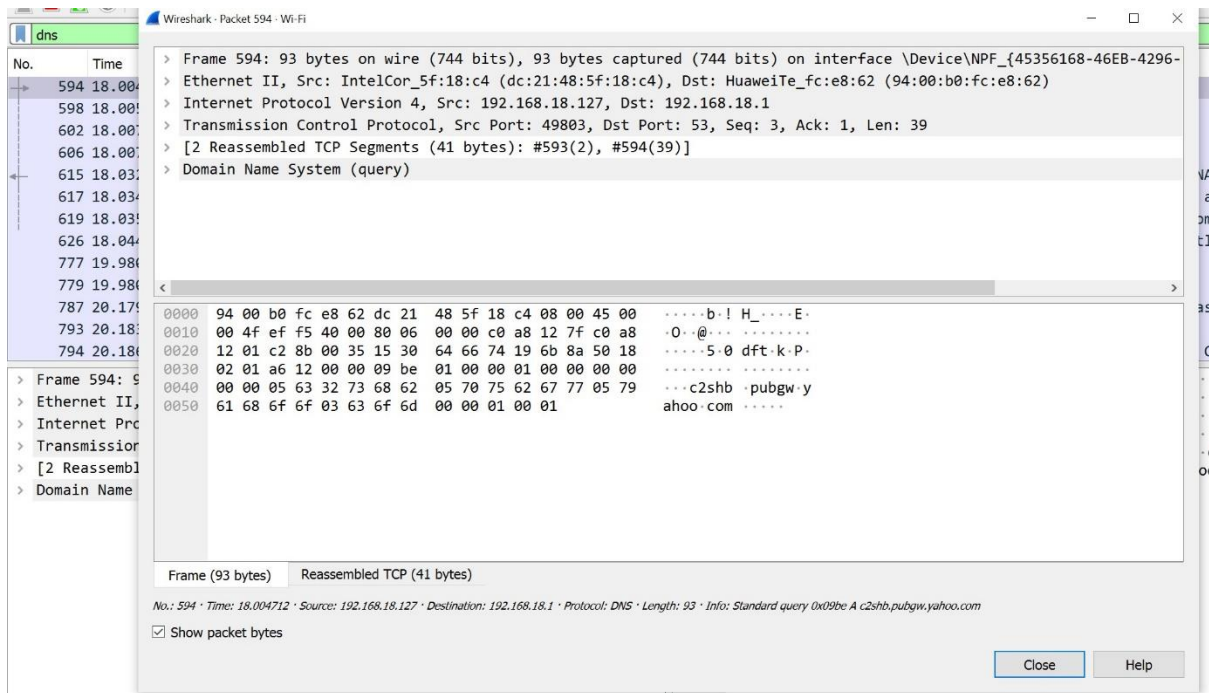 Wireshark · Packet 594 · Wi-Fi
dns
No. Time
594 18.004
598 18.005
602 18.007
606 18.007
615 18.032
617 18.034
619 18.035
626 18.044
777 19.980
779 19.980
787 20.179
793 20.183
794 20.186
> Frame 594: 9
> Ethernet II,
> Internet Pro
> Transmission
> [2 Reassembl
> Domain Name
> Frame 594: 93 bytes on wire (744 bits), 93 bytes captured (744 bits) on interface \Device\NPF_{45356168-46EB-4296-
> Ethernet II, Src: IntelCor_5f:18:c4 (dc:21:48:5f:18:c4), Dst: HuaweiTe_fc:e8:62 (94:00:b0:fc:e8:62)
> Internet Protocol Version 4, Src: 192.168.18.127, Dst: 192.168.18.1
> Transmission Control Protocol, Src Port: 49803, Dst Port: 53, Seq: 3, Ack: 1, Len: 39
> [2 Reassembled TCP Segments (41 bytes): #593(2), #594(39)]
> Domain Name System (query)
0000 94 00 b0 fc e8 62 dc 21 48 5f 18 c4 08 00 45 00 ·····b·! H_····E·
0010 00 4f ef f5 40 00 80 06 00 00 c0 a8 12 7f c0 a8 ·O··@··· ········
0020 12 01 c2 8b 00 35 15 30 64 66 74 19 6b 8a 50 18 ·····5·0 dft·k·P·
0030 02 01 a6 12 00 00 09 be 01 00 00 01 00 00 00 00 ········ ········
0040 00 00 05 63 32 73 68 62 05 70 75 62 67 77 05 79 ···c2shb ·pubgw·y
0050 61 68 6f 6f 03 63 6f 6d 00 00 01 00 01 ahoo·com ·····
Frame (93 bytes) Reassembled TCP (41 bytes)
No.: 594 · Time: 18.004712 · Source: 192.168.18.127 · Destination: 192.168.18.1 · Protocol: DNS · Length: 93 · Info: Standard query 0x09be A c2shb.pubgw.yahoo.com
Show packet bytes
Close Help